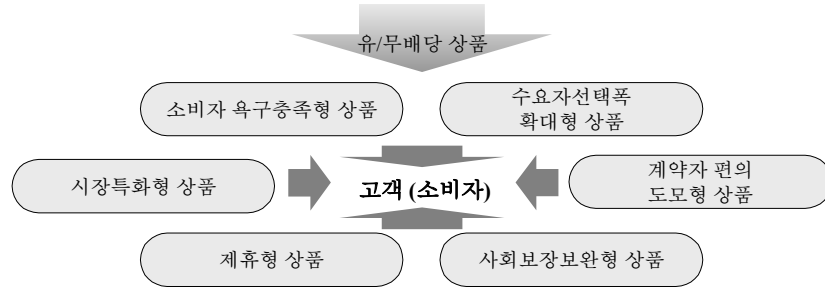 유/무배당 상품
소비자 욕구충족형 상품
수요자선택폭
확대형 상품
시장특화형 상품
고객 (소비자)
계약자 편의
도모형 상품
제휴형 상품
사회보장보완형 상품